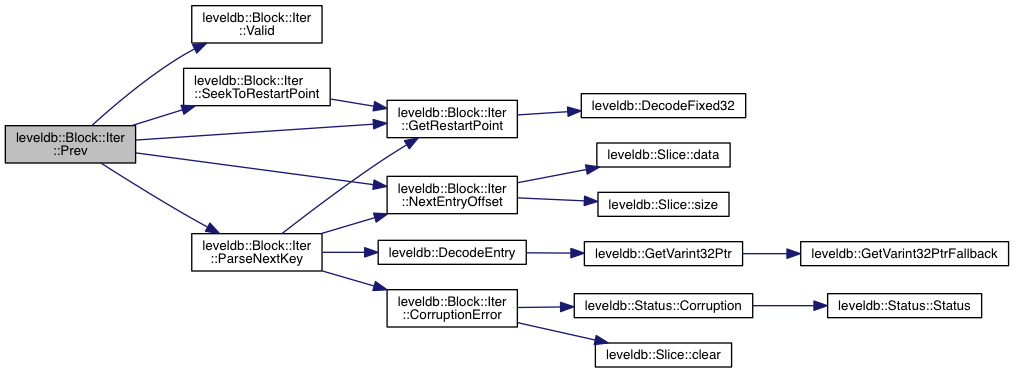 leveldb::Block::Iter
::Prev
leveldb::Block::Iter
::Valid
leveldb::Block::Iter
::SeekToRestartPoint
leveldb::Block::Iter
::ParseNextKey
leveldb::Block::Iter
::GetRestartPoint
leveldb::Block::Iter
::NextEntryOffset
leveldb::DecodeEntry
leveldb::Block::Iter
::CorruptionError
leveldb::DecodeFixed32
leveldb::Slice::data
leveldb::Slice::size
leveldb::GetVarint32Ptr
leveldb::Status::Corruption
leveldb::Slice::clear
leveldb::GetVarint32PtrFallback
leveldb::Status::Status